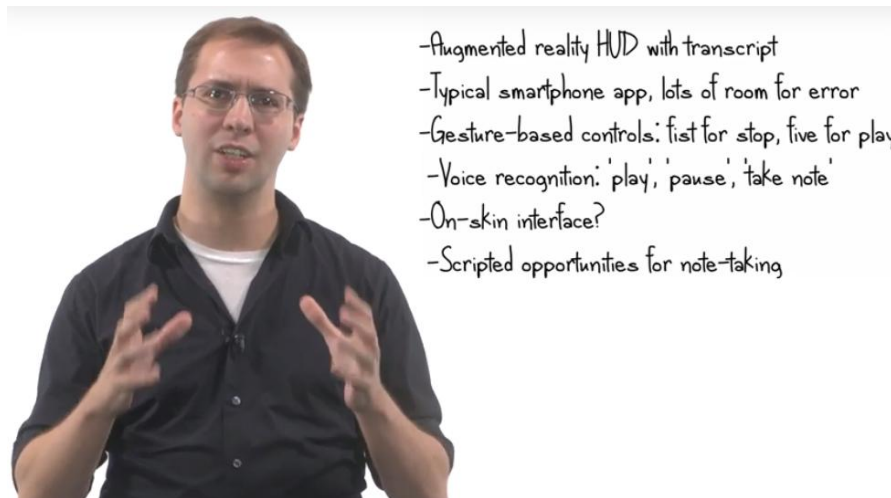 -Augmented reality HUD with transcript
-Typical smartphone app, lots of room for error
-Gesture-based controls: fist for stop, five for play
-Voice recognition: 'play', 'pause', 'take note'
-On-skin interface?
-Scripted opportunities for note-taking